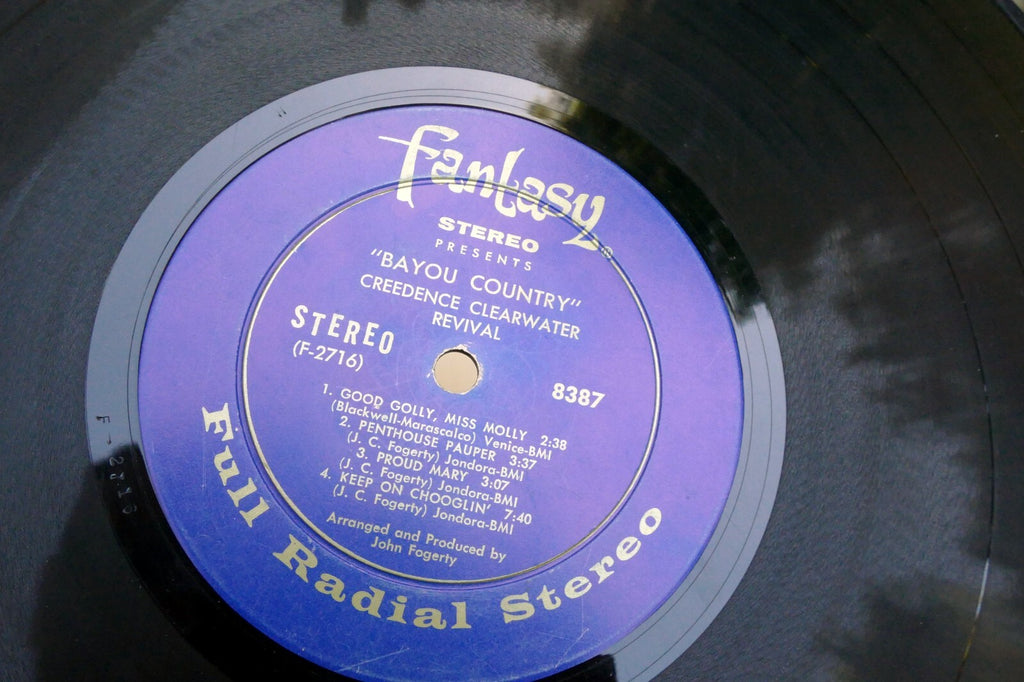 Fantasy
STEREO
PRESENTS
"BAYOU COUNTRY"
CREEDENCE CLEARWATER
REVIVAL
STEREO
(F-2716)
8387
1. GOOD GOLLY, MISS MOLLY 2:38
(Blackwell-Marascalco) Venice-BMI
2. PENTHOUSE PAUPER 3:37
(J. C. Fogerty) Jondora-BMI
3. PROUD MARY 3:07
(J. C. Fogerty) Jondora-BMI
4. KEEP ON CHOOGLIN' 7:40
(J. C. Fogerty) Jondora-BMI
Arranged and Produced by
John Fogerty
Full Radial Stereo